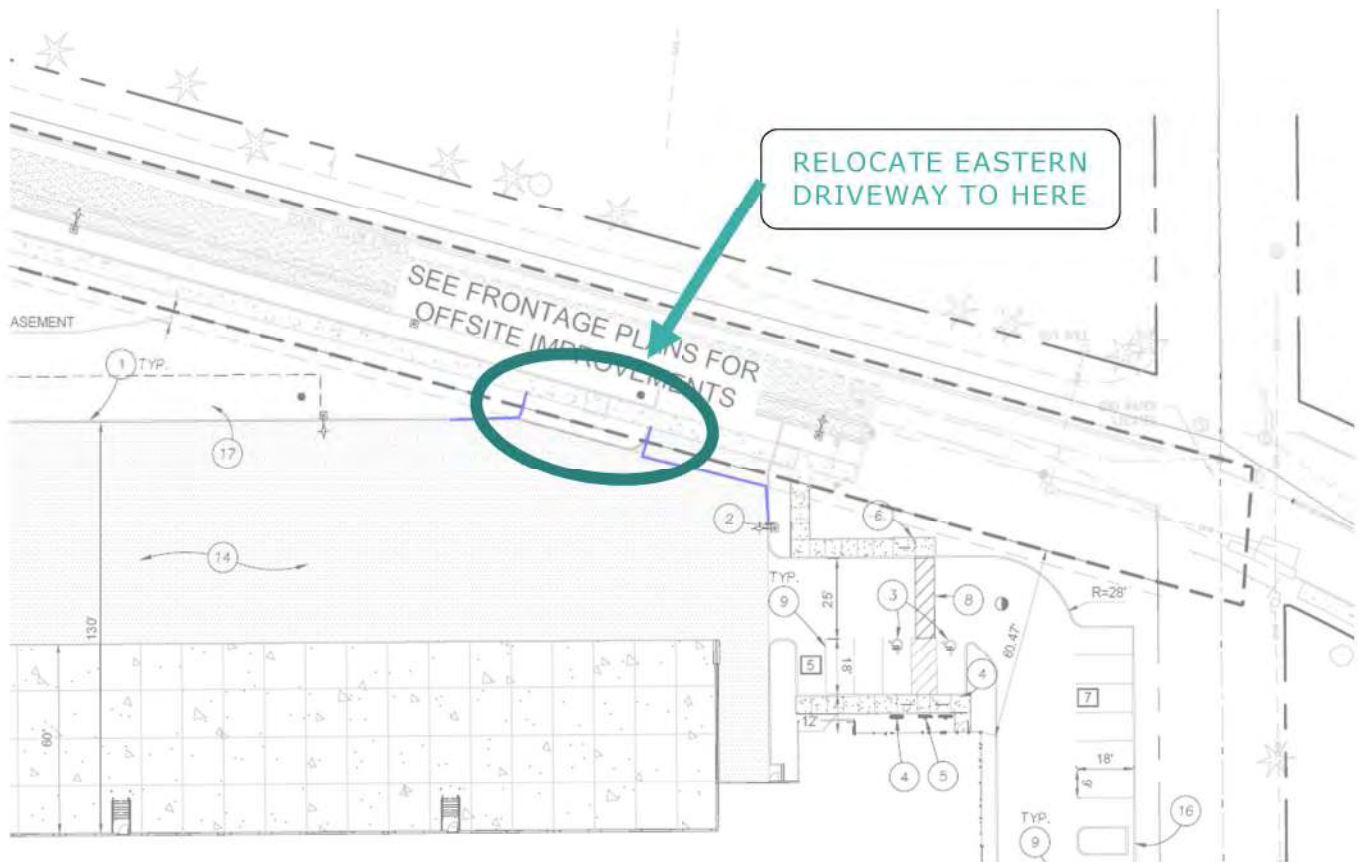 RELOCATE EASTERN
DRIVEWAY TO HERE
SEE FRONTAGE PLANS FOR
OFFSITE IMPROVEMENTS
ASEMENT
1 TYP.
17
14
130'
60'
2
6
TYP.
9
25'
3
8
R=28'
60.47'
5
18'
4
7
12'
4
5
18'
9'
16
TYP.
9